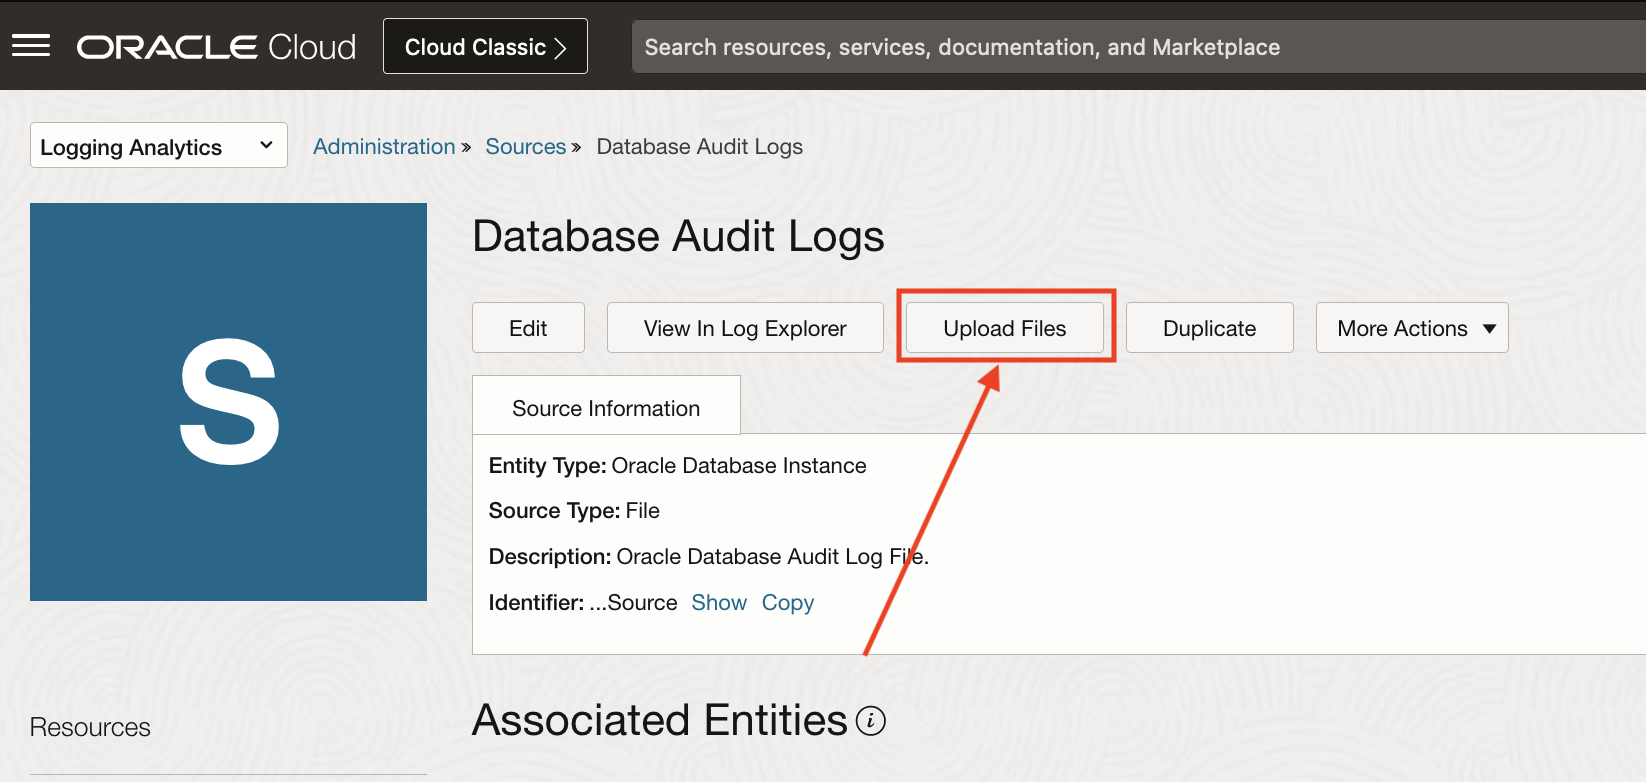 ORACLE Cloud Cloud Classic Search resources, services, documentation, and Marketplace
Logging Analytics Administration » Sources » Database Audit Logs
S
Database Audit Logs
Edit View In Log Explorer Upload Files Duplicate More Actions
Source Information
Entity Type: Oracle Database Instance
Source Type: File
Description: Oracle Database Audit Log File.
Identifier: ...Source Show Copy
Resources
Associated Entities i